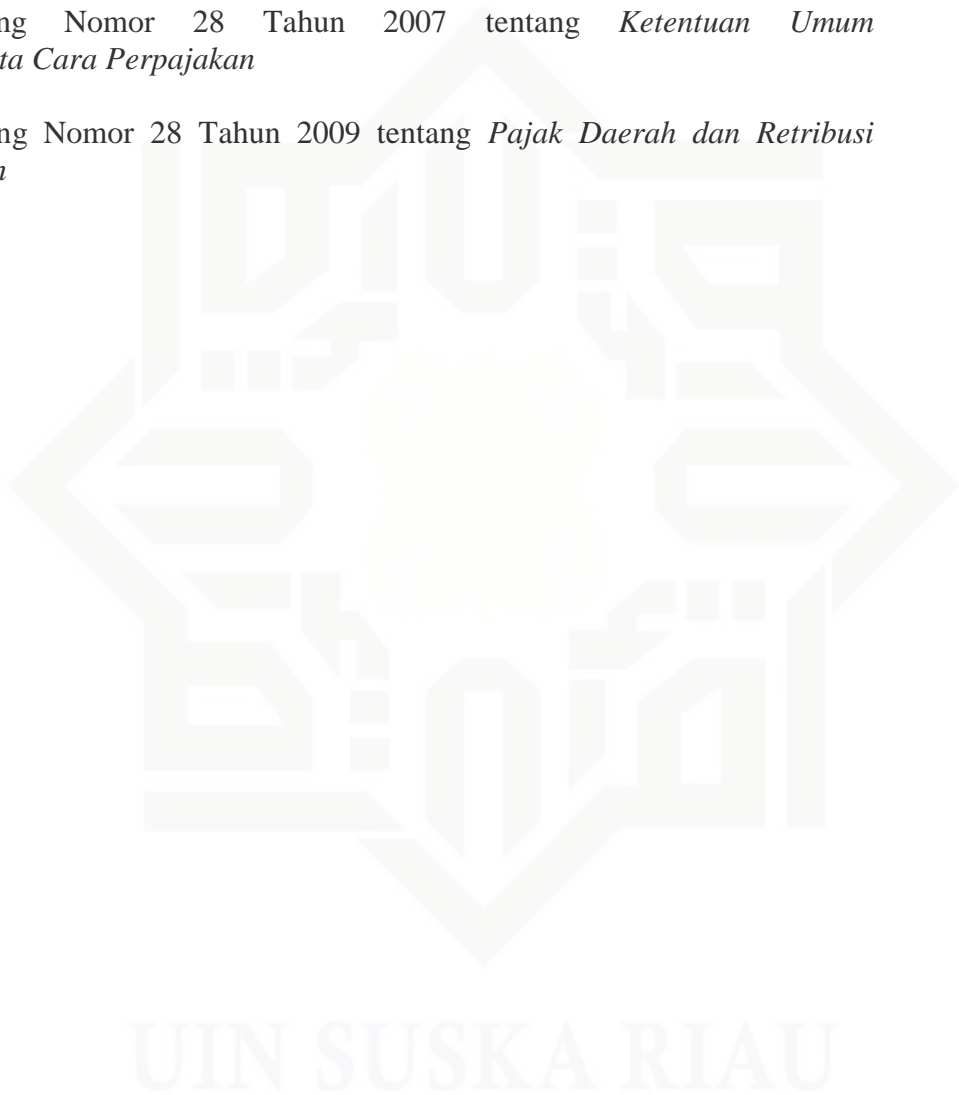 ng Nomor 28 Tahun 2007 tentang Ketentuan Umum
ta Cara Perpajakan
ng Nomor 28 Tahun 2009 tentang Pajak Daerah dan Retribusi
n
UIN SUSKA RIAU